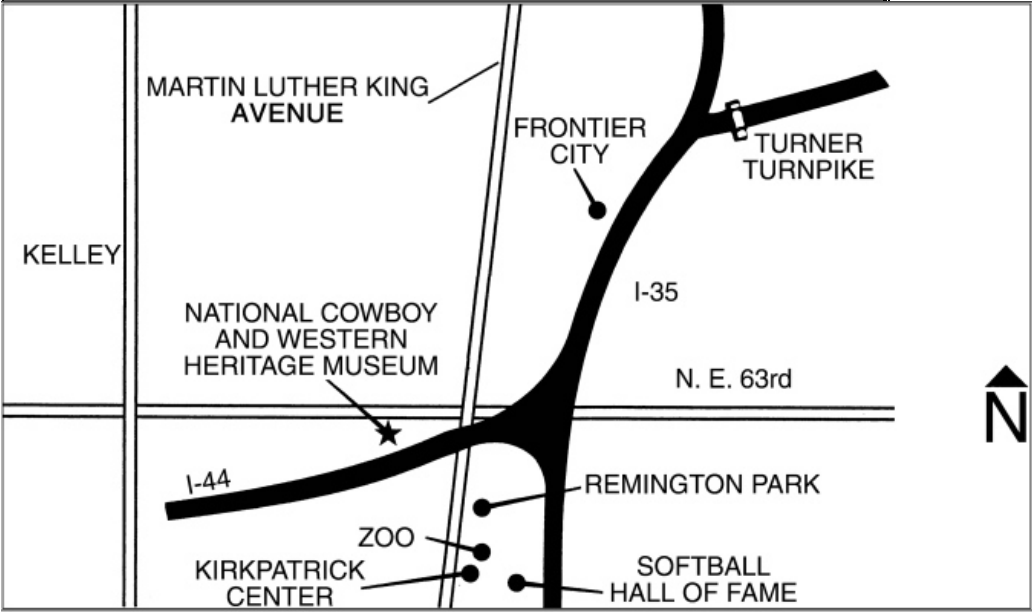 MARTIN LUTHER KING
AVENUE
FRONTIER
CITY
TURNER
TURNPIKE
KELLEY
I-35
NATIONAL COWBOY
AND WESTERN
HERITAGE MUSEUM
N. E. 63rd
N
I-44
REMINGTON PARK
ZOO
KIRKPATRICK
CENTER
SOFTBALL
HALL OF FAME